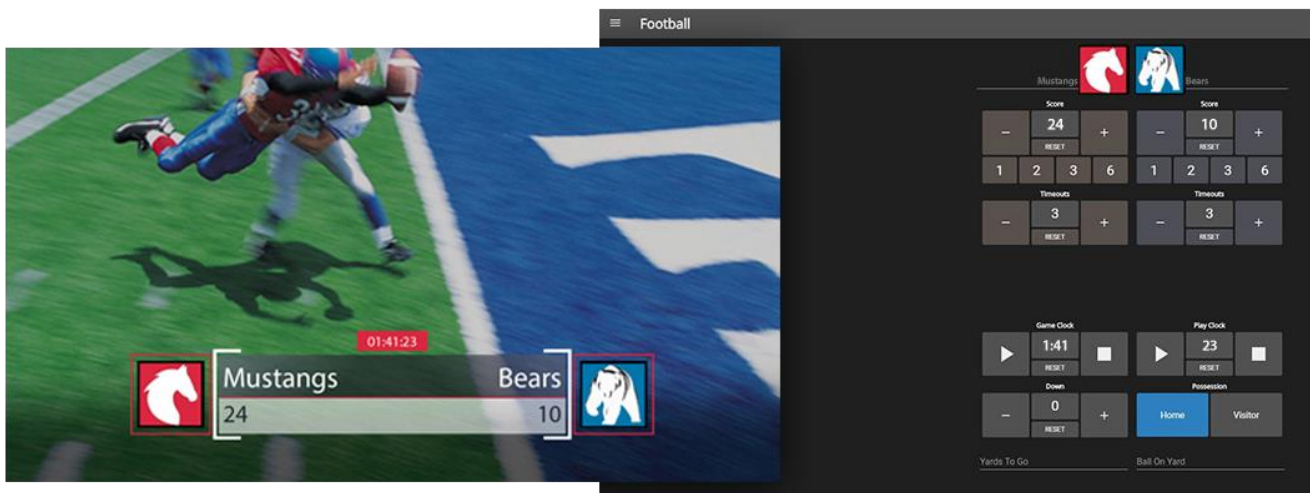 ≡ Football
Mustangs Bears
Score Score
− 24 + − 10 +
RESET RESET
1 2 3 6 1 2 3 6
Timeouts Timeouts
− 3 + − 3 +
RESET RESET
Game Clock Play Clock
1:41 23
RESET RESET
Down Possession
− 0 + Home Visitor
RESET
Yards To Go Ball On Yard
01:41:23
Mustangs Bears
24 10